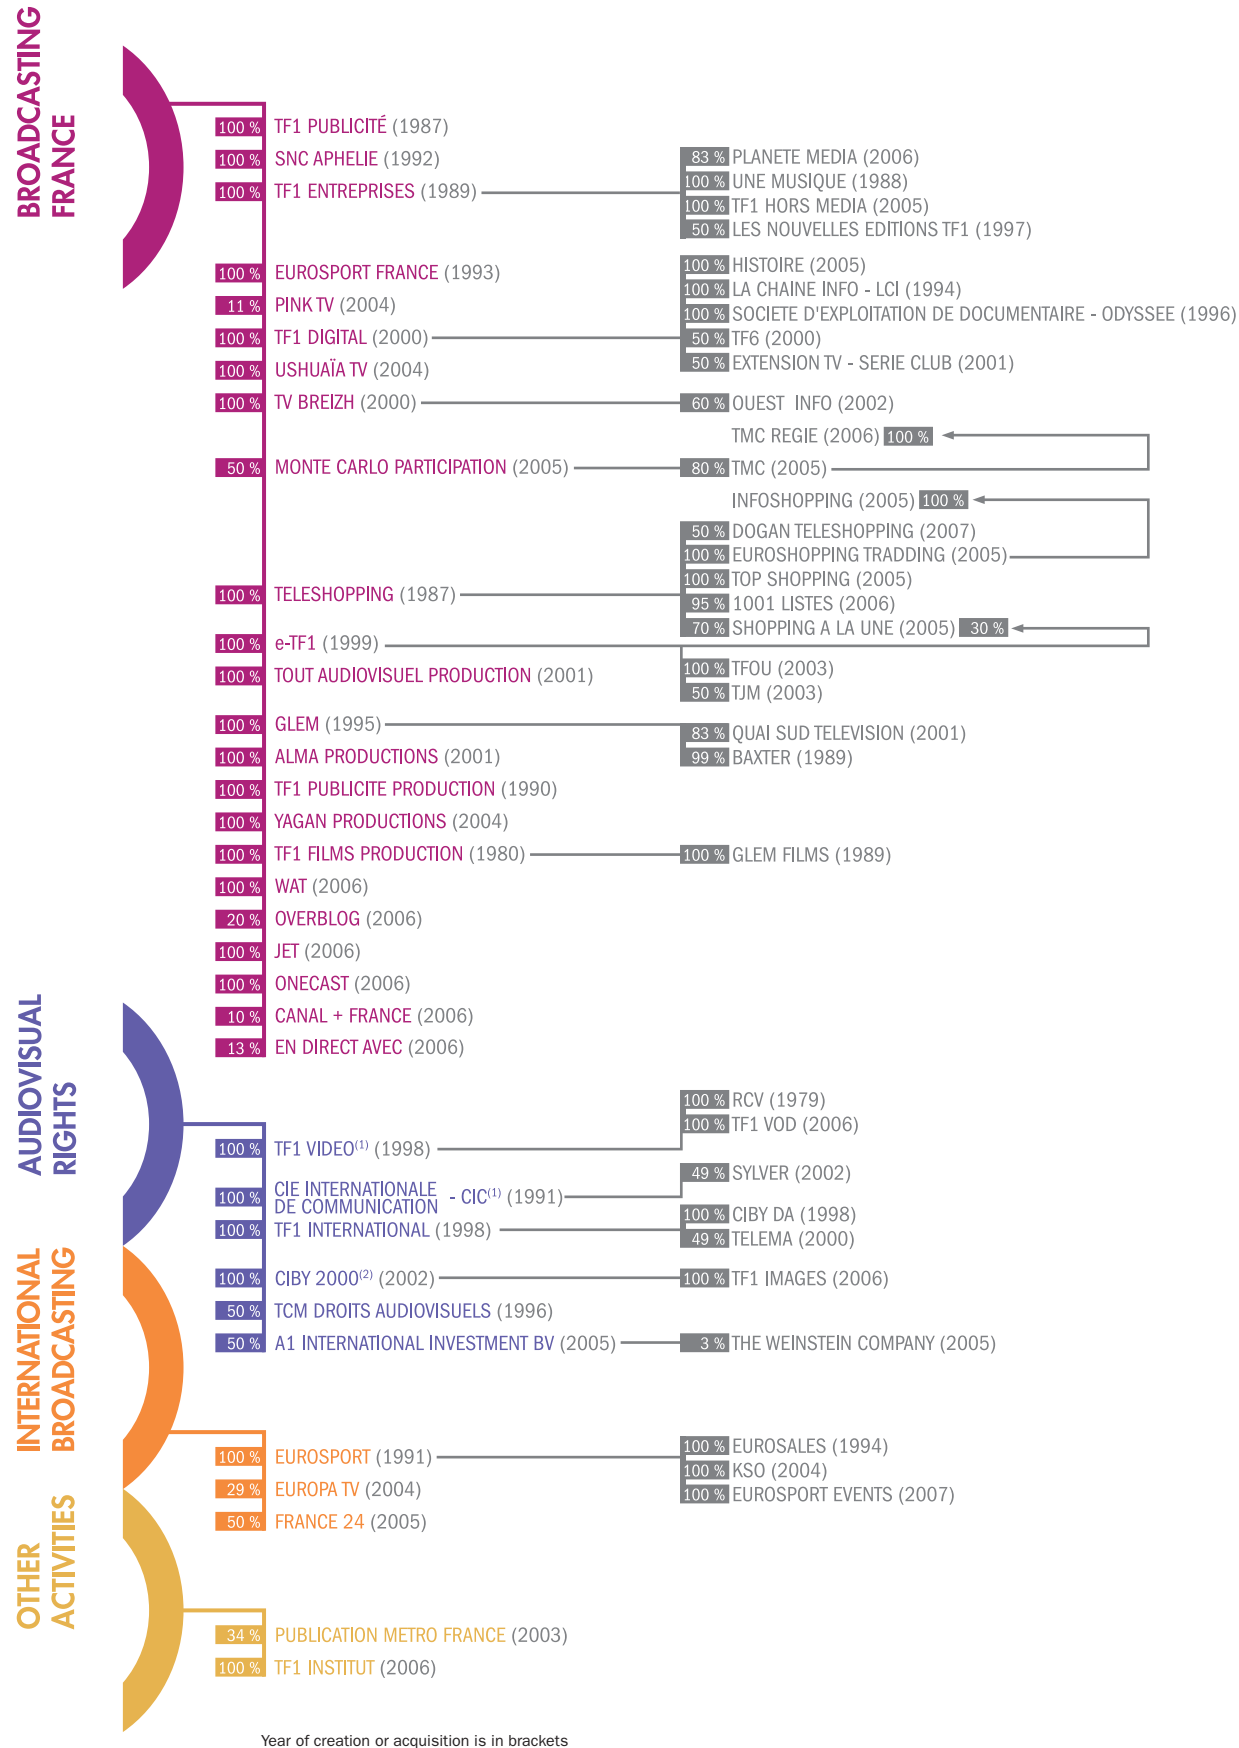 BROADCASTING
FRANCE
100 % TF1 PUBLICITÉ (1987)
100 % SNC APHELIE (1992)
100 % TF1 ENTREPRISES (1989)
83 % PLANETE MEDIA (2006)
100 % UNE MUSIQUE (1988)
100 % TF1 HORS MEDIA (2005)
50 % LES NOUVELLES EDITIONS TF1 (1997)
100 % EUROSPORT FRANCE (1993)
11 % PINK TV (2004)
100 % TF1 DIGITAL (2000)
100 % HISTOIRE (2005)
100 % LA CHAINE INFO - LCI (1994)
100 % SOCIETE D'EXPLOITATION DE DOCUMENTAIRE - ODYSSEE (1996)
50 % TF6 (2000)
50 % EXTENSION TV - SERIE CLUB (2001)
100 % USHUAÏA TV (2004)
100 % TV BREIZH (2000)
60 % OUEST INFO (2002)
TMC REGIE (2006) 100 %
50 % MONTE CARLO PARTICIPATION (2005)
80 % TMC (2005)
INFOSHOPPING (2005) 100 %
50 % DOGAN TELESHOPPING (2007)
100 % EUROSHOPPING TRADDING (2005)
100 % TOP SHOPPING (2005)
100 % TELESHOPPING (1987)
95 % 1001 LISTES (2006)
70 % SHOPPING A LA UNE (2005) 30 %
100 % e-TF1 (1999)
100 % TFOU (2003)
50 % TJM (2003)
100 % TOUT AUDIOVISUEL PRODUCTION (2001)
100 % GLEM (1995)
83 % QUAI SUD TELEVISION (2001)
99 % BAXTER (1989)
100 % ALMA PRODUCTIONS (2001)
100 % TF1 PUBLICITE PRODUCTION (1990)
100 % YAGAN PRODUCTIONS (2004)
100 % TF1 FILMS PRODUCTION (1980)
100 % GLEM FILMS (1989)
100 % WAT (2006)
20 % OVERBLOG (2006)
100 % JET (2006)
100 % ONECAST (2006)
10 % CANAL + FRANCE (2006)
13 % EN DIRECT AVEC (2006)
AUDIOVISUAL
RIGHTS
100 % RCV (1979)
100 % TF1 VOD (2006)
100 % TF1 VIDEO(1) (1998)
49 % SYLVER (2002)
100 % CIE INTERNATIONALE
DE COMMUNICATION - CIC(1) (1991)
100 % TF1 INTERNATIONAL (1998)
100 % CIBY DA (1998)
49 % TELEMA (2000)
100 % CIBY 2000(2) (2002)
100 % TF1 IMAGES (2006)
50 % TCM DROITS AUDIOVISUELS (1996)
50 % A1 INTERNATIONAL INVESTMENT BV (2005)
3 % THE WEINSTEIN COMPANY (2005)
INTERNATIONAL
BROADCASTING
100 % EUROSPORT (1991)
100 % EUROSALES (1994)
100 % KSO (2004)
100 % EUROSPORT EVENTS (2007)
29 % EUROPA TV (2004)
50 % FRANCE 24 (2005)
OTHER
ACTIVITIES
34 % PUBLICATION METRO FRANCE (2003)
100 % TF1 INSTITUT (2006)
Year of creation or acquisition is in brackets